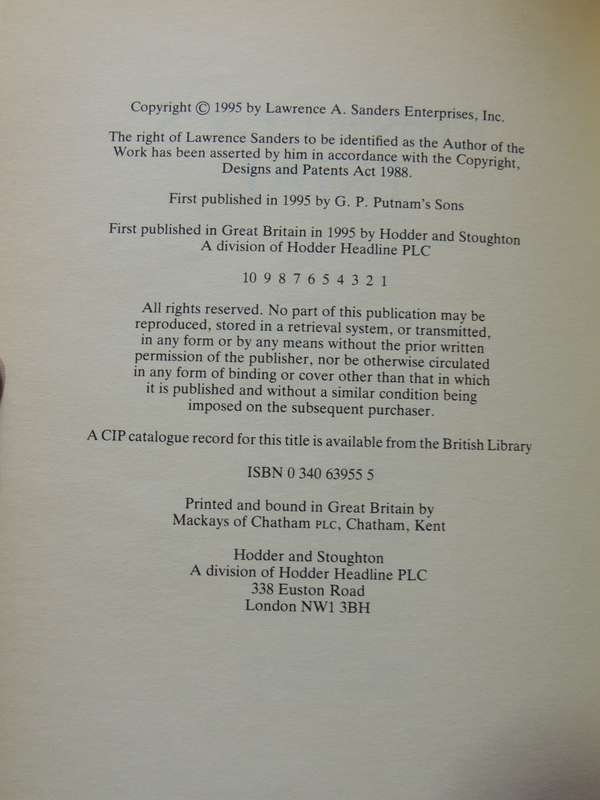 Copyright © 1995 by Lawrence A. Sanders Enterprises, Inc.
The right of Lawrence Sanders to be identified as the Author of the
Work has been asserted by him in accordance with the Copyright,
Designs and Patents Act 1988.
First published in 1995 by G. P. Putnam's Sons
First published in Great Britain in 1995 by Hodder and Stoughton
A division of Hodder Headline PLC
10 9 8 7 6 5 4 3 2 1
All rights reserved. No part of this publication may be
reproduced, stored in a retrieval system, or transmitted,
in any form or by any means without the prior written
permission of the publisher, nor be otherwise circulated
in any form of binding or cover other than that in which
it is published and without a similar condition being
imposed on the subsequent purchaser.
A CIP catalogue record for this title is available from the British Library
ISBN 0 340 63955 5
Printed and bound in Great Britain by
Mackays of Chatham PLC, Chatham, Kent
Hodder and Stoughton
A division of Hodder Headline PLC
338 Euston Road
London NW1 3BH